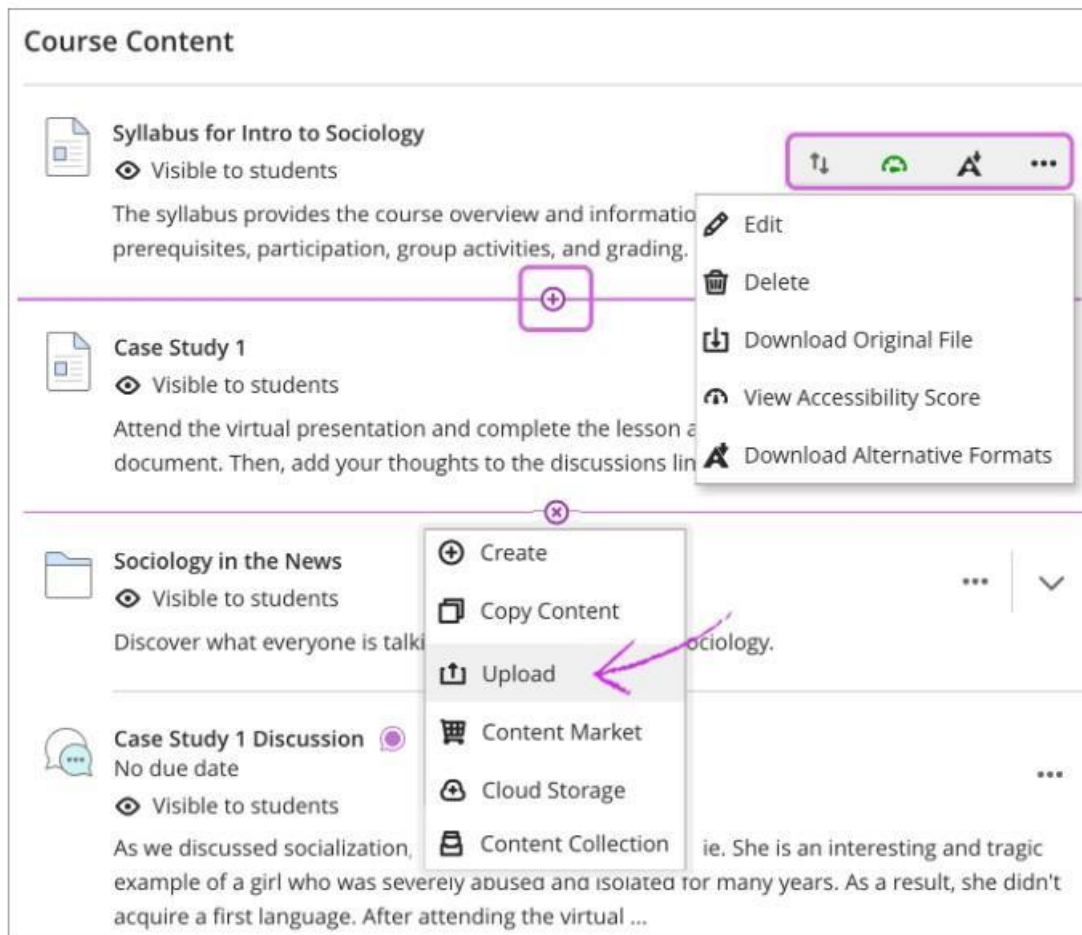 Course Content
Syllabus for Intro to Sociology
Visible to students
The syllabus provides the course overview and informatio
prerequisites, participation, group activities, and grading.
Edit
Delete
Download Original File
View Accessibility Score
Download Alternative Formats
Case Study 1
Visible to students
Attend the virtual presentation and complete the lesson a
document. Then, add your thoughts to the discussions lin
Sociology in the News
Visible to students
Discover what everyone is talki ociology.
Create
Copy Content
Upload
Content Market
Cloud Storage
Content Collection
Case Study 1 Discussion
No due date
Visible to students
As we discussed socialization, ie. She is an interesting and tragic
example of a girl who was severely abused and isolated for many years. As a result, she didn't
acquire a first language. After attending the virtual ...